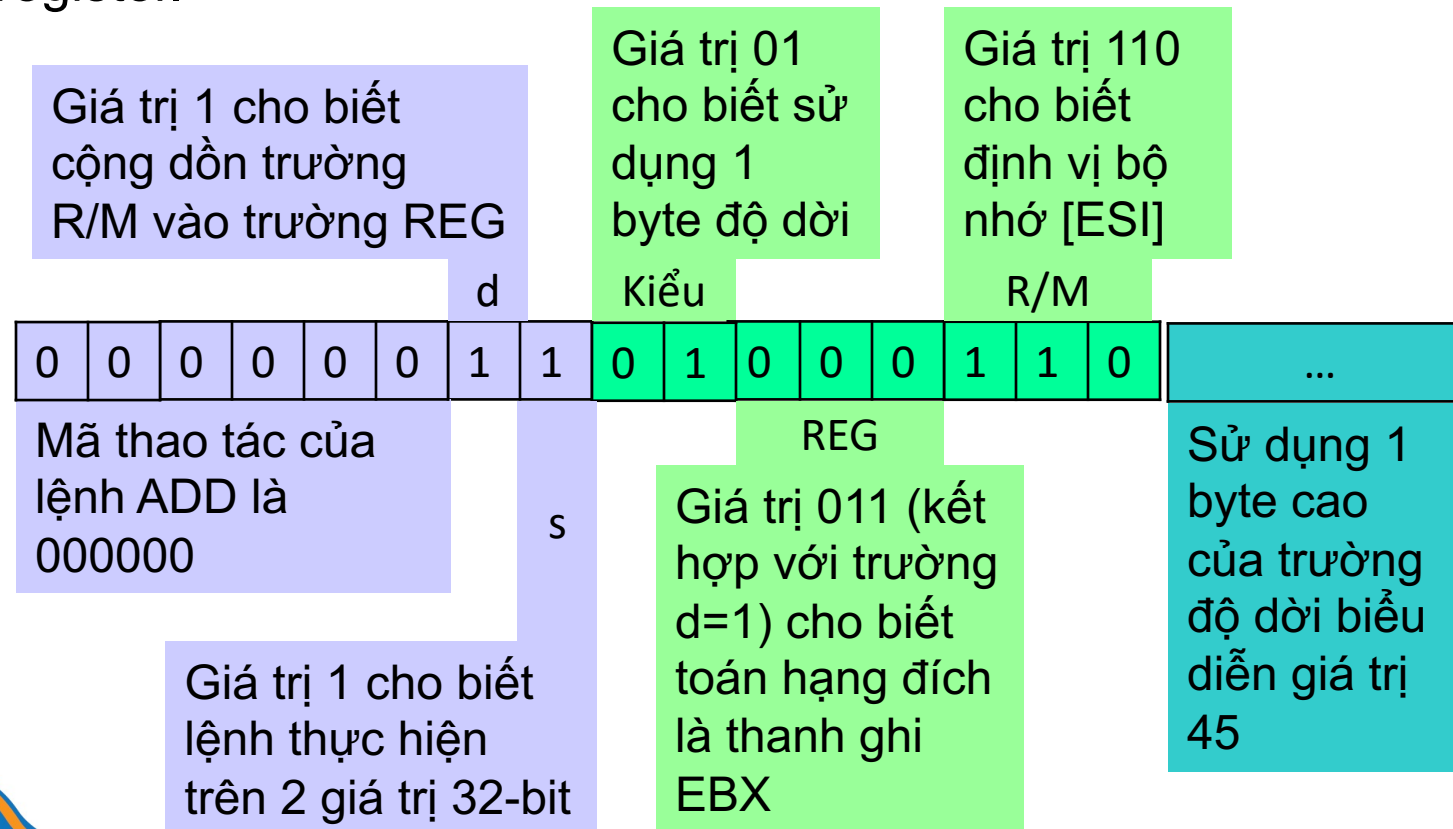 Giá trị 1 cho biết
cộng dồn trường
R/M vào trường REG
Giá trị 01
cho biết sử
dụng 1
byte độ dời
Giá trị 110
cho biết
định vị bộ
nhớ [ESI]
d Kiểu R/M
0 0 0 0 0 0 1 1 0 1 0 0 0 1 1 0 ...
Mã thao tác của
lệnh ADD là
000000
s
Giá trị 1 cho biết
lệnh thực hiện
trên 2 giá trị 32-bit
REG
Giá trị 011 (kết
hợp với trường
d=1) cho biết
toán hạng đích
là thanh ghi
EBX
Sử dụng 1
byte cao
của trường
độ dời biểu
diễn giá trị
45